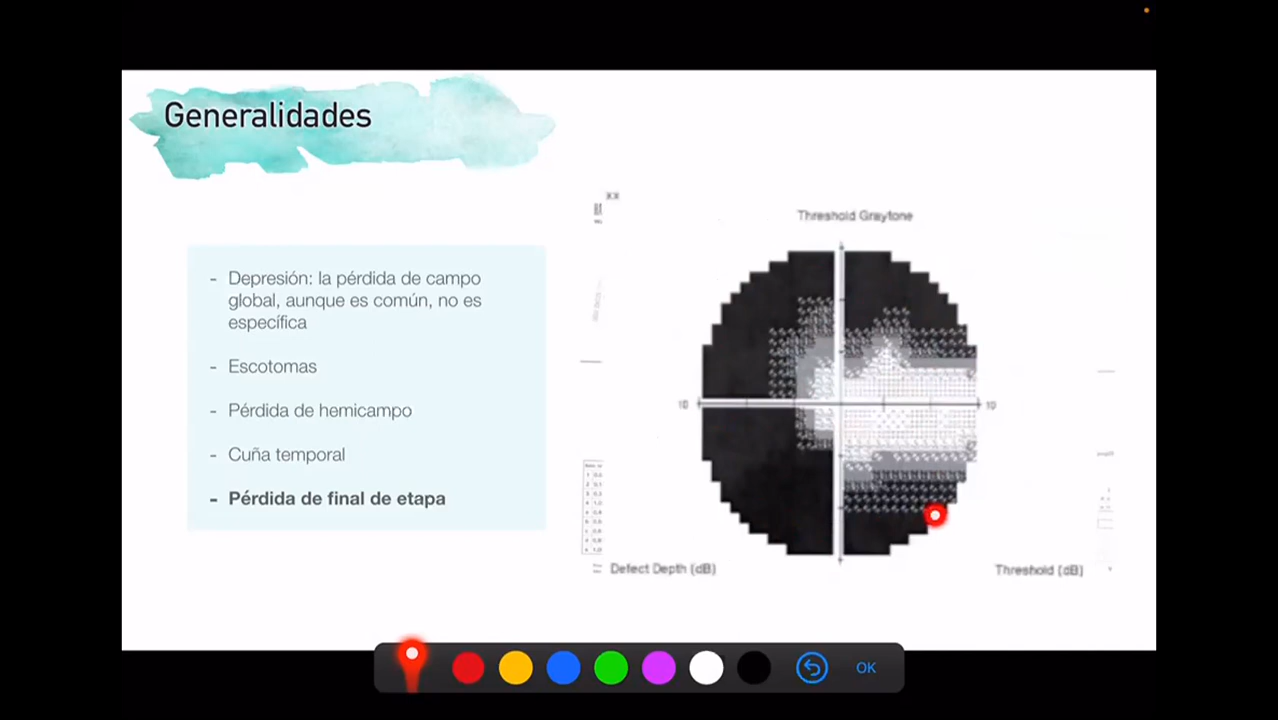 Generalidades
- Depresión: la pérdida de campo
global, aunque es común, no es
específica
- Escotomas
- Pérdida de hemicampo
- Cuña temporal
- Pérdida de final de etapa
Threshold Graytone
10 10
Defect Depth (dB)
Threshold (dB)
OK